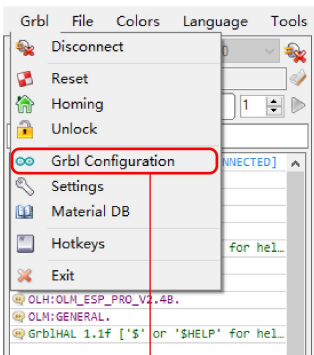 Grbl File Colors Language Tools
Disconnect
Reset
Homing
1
Unlock
Grbl Configuration
NNECTED]
Settings
Material DB
Hotkeys
for hel…
Exit
OLH:OLM_ESP_PRO_V2.4B.
OLM:GENERAL.
GrblHAL 1.1f ['$' or '$HELP' for hel…